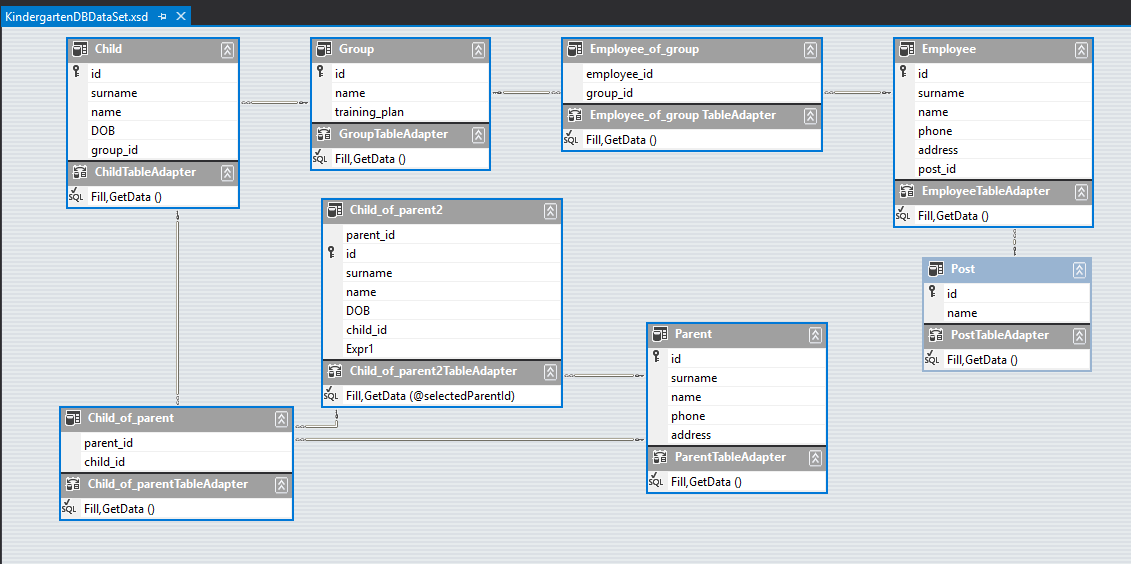 KindergartenDBDataSet.xsd
Child
id
surname
name
DOB
group_id
ChildTableAdapter
SQL Fill,GetData ()
Group
id
name
training_plan
GroupTableAdapter
SQL Fill,GetData ()
Employee_of_group
employee_id
group_id
Employee_of_group TableAdapter
SQL Fill,GetData ()
Employee
id
surname
name
phone
address
post_id
EmployeeTableAdapter
SQL Fill,GetData ()
Child_of_parent2
parent_id
id
surname
name
DOB
child_id
Expr1
Child_of_parent2TableAdapter
SQL Fill,GetData (@selectedParentId)
Post
id
name
PostTableAdapter
SQL Fill,GetData ()
Parent
id
surname
name
phone
address
ParentTableAdapter
SQL Fill,GetData ()
Child_of_parent
parent_id
child_id
Child_of_parentTableAdapter
SQL Fill,GetData ()